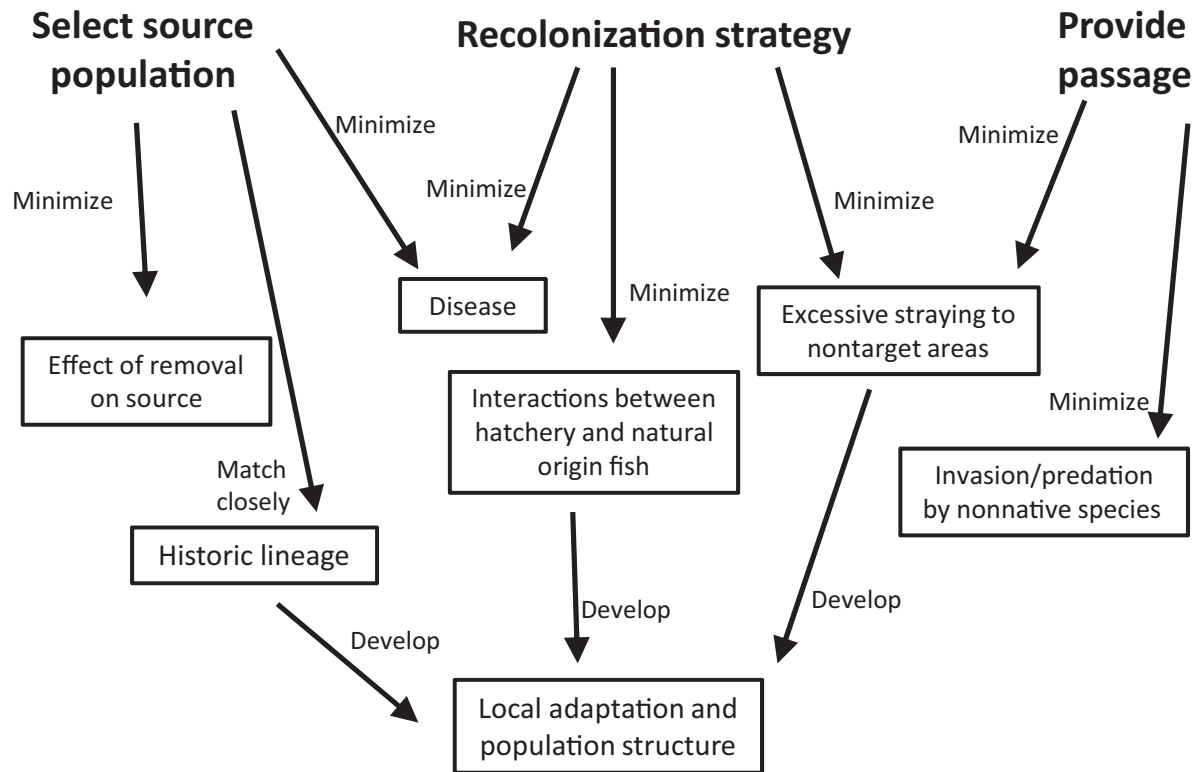 Select source
population
Recolonization strategy
Provide
passage
Minimize
Minimize
Minimize
Minimize
Minimize
Minimize
Minimize
Disease
Excessive straying to
nontarget areas
Effect of removal
on source
Interactions between
hatchery and natural
origin fish
Match
closely
Invasion/predation
by nonnative species
Historic lineage
Develop
Develop
Develop
Local adaptation and
population structure